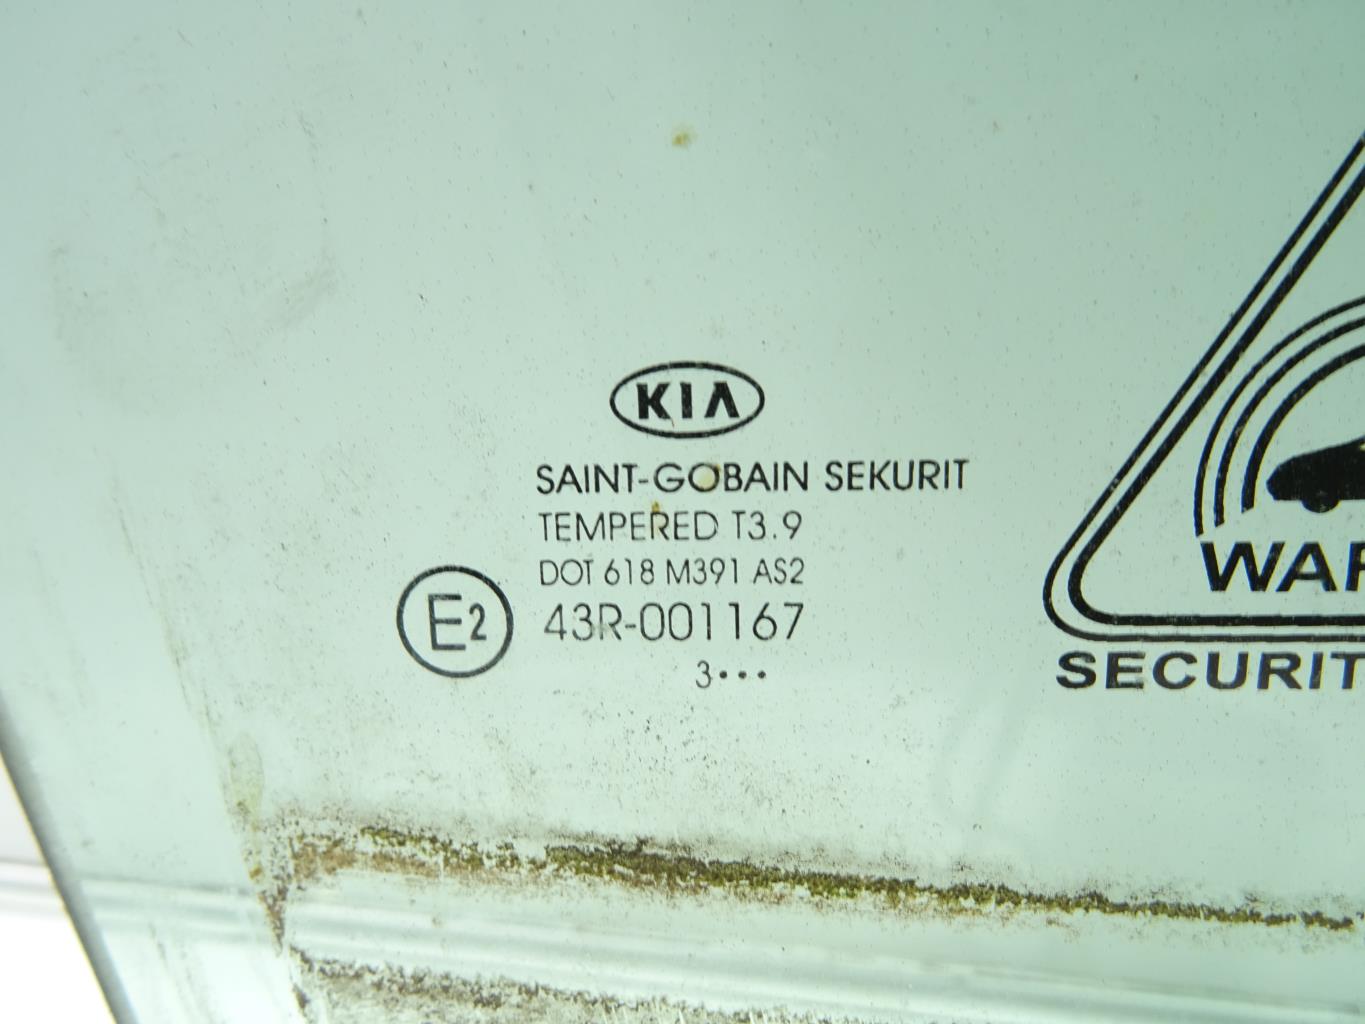 KIA
SAINT-GOBAIN SEKURIT
TEMPERED T3.9
DOT 618 M391 AS2
E2
43R-001167
3•••
WAR
SECURIT